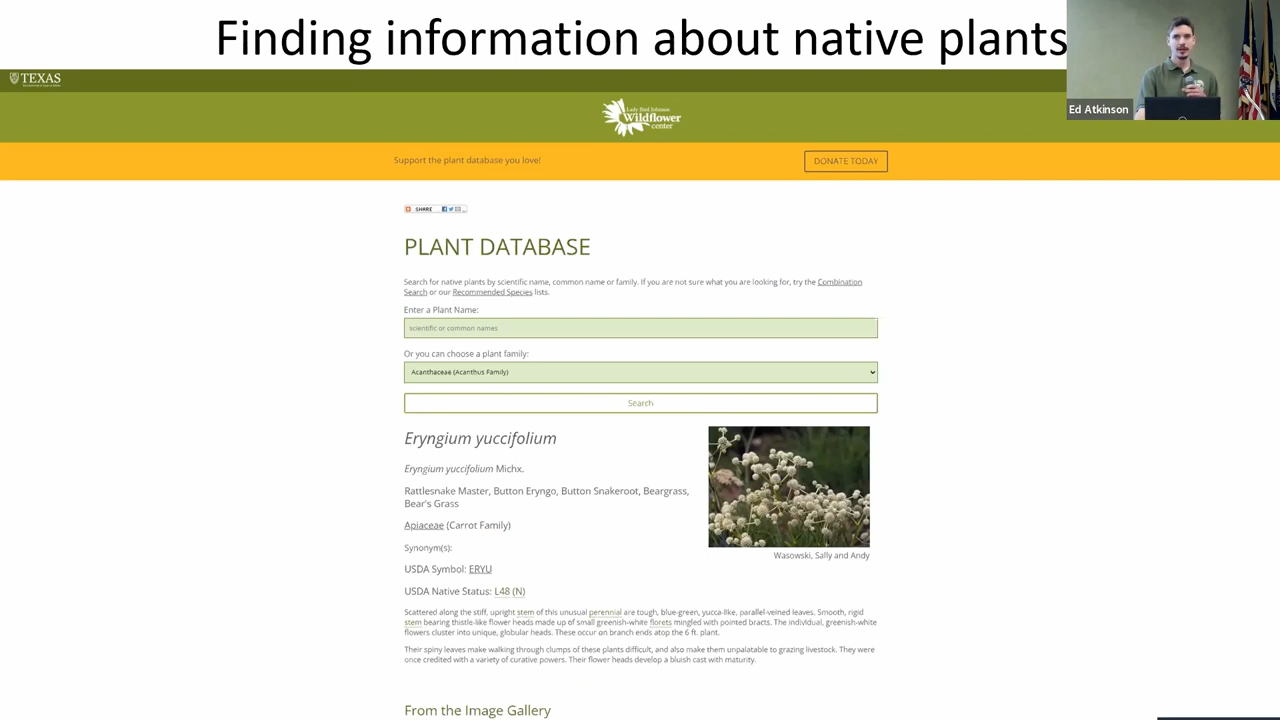 Finding information about native plants
TEXAS
Ed Atkinson
Lady Bird Johnson
Wildflower
center
Support the plant database you love!
DONATE TODAY
SHARE
PLANT DATABASE
Search for native plants by scientific name, common name or family. If you are not sure what you are looking for, try the Combination
Search or our Recommended Species lists.
Enter a Plant Name:
scientific or common names
Or you can choose a plant family:
Acanthaceae (Acanthus Family)
Search
Eryngium yuccifolium
Eryngium yuccifolium Michx.
Rattlesnake Master, Button Eryngo, Button Snakeroot, Beargrass,
Bear's Grass
Apiaceae (Carrot Family)
Synonym(s):
USDA Symbol: ERYU
USDA Native Status: L48 (N)
Wasowski, Sally and Andy
Scattered along the stiff, upright stem of this unusual perennial are tough, blue-green, yucca-like, parallel-veined leaves. Smooth, rigid
stem bearing thistle-like flower heads made up of small greenish-white florets mingled with pointed bracts. The individual, greenish-white
flowers cluster into unique, globular heads. These occur on branch ends atop the 6 ft. plant.
Their spiny leaves make walking through clumps of these plants difficult, and also make them unpalatable to grazing livestock. They were
once credited with a variety of curative powers. Their flower heads develop a bluish cast with maturity.
From the Image Gallery